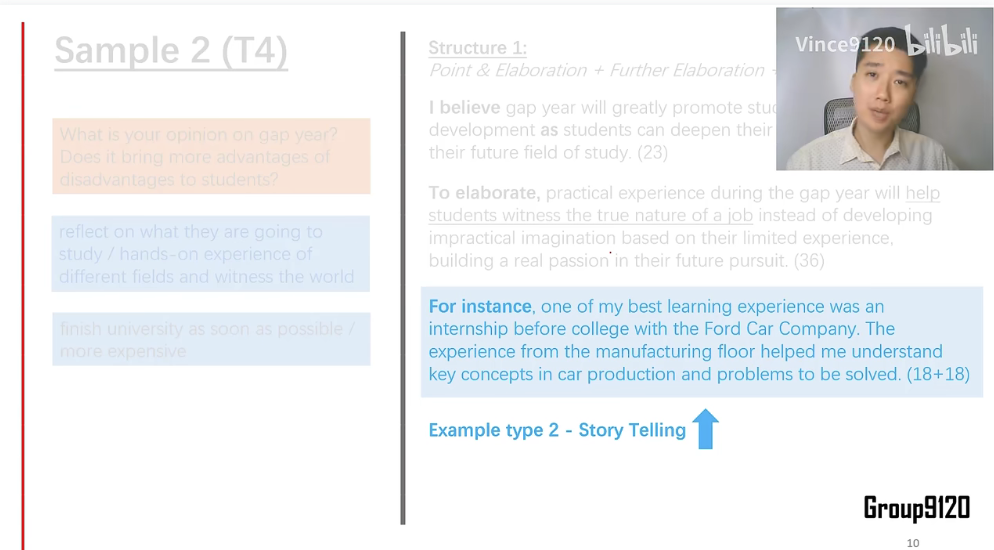 Sample 2 (T4)
What is your opinion on gap year?
Does it bring more advantages of
disadvantages to students?
reflect on what they are going to
study / hands-on experience of
different fields and witness the world
finish university as soon as possible /
more expensive
Structure 1:
Point & Elaboration + Further Elaboration +
I believe gap year will greatly promote
development as students can deepen their
their future field of study. (23)
To elaborate, practical experience during the gap year will help
students witness the true nature of a job instead of developing
impractical imagination based on their limited experience,
building a real passion in their future pursuit. (36)
For instance, one of my best learning experience was an
internship before college with the Ford Car Company. The
experience from the manufacturing floor helped me understand
key concepts in car production and problems to be solved. (18+18)
Example type 2 - Story Telling
Vince9120 bilibili
Group9120
10